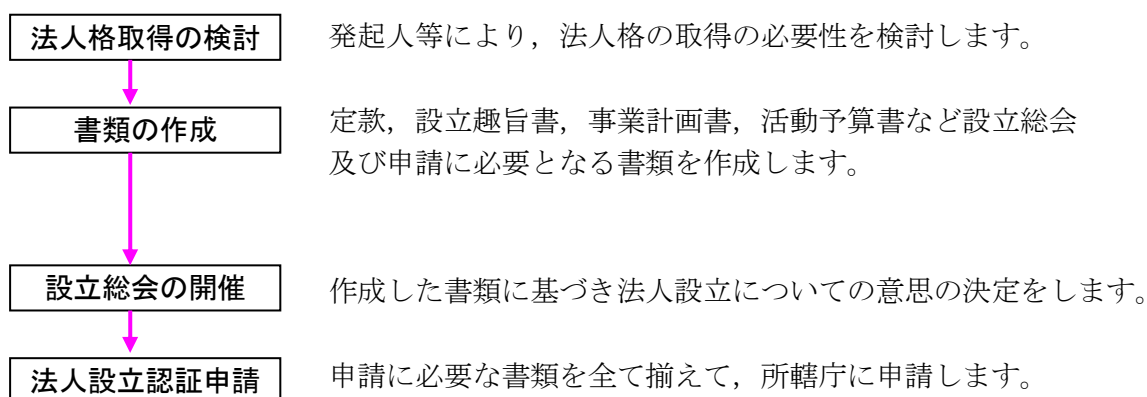 法人格取得の検討
発起人等により，法人格の取得の必要性を検討します。
書類の作成
定款，設立趣旨書，事業計画書，活動予算書など設立総会
及び申請に必要となる書類を作成します。
設立総会の開催
作成した書類に基づき法人設立についての意思の決定をします。
法人設立認証申請
申請に必要な書類を全て揃えて，所轄庁に申請します。